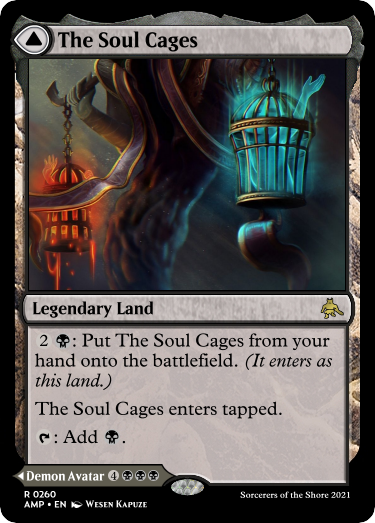 The Soul Cages
Legendary Land
2 : Put The Soul Cages from your
hand onto the battlefield. (It enters as
this land.)
The Soul Cages enters tapped.
: Add .
Demon Avatar 4
R 0260
AMP • EN Wesen Kapuze
Sorcerers of the Shore 2021